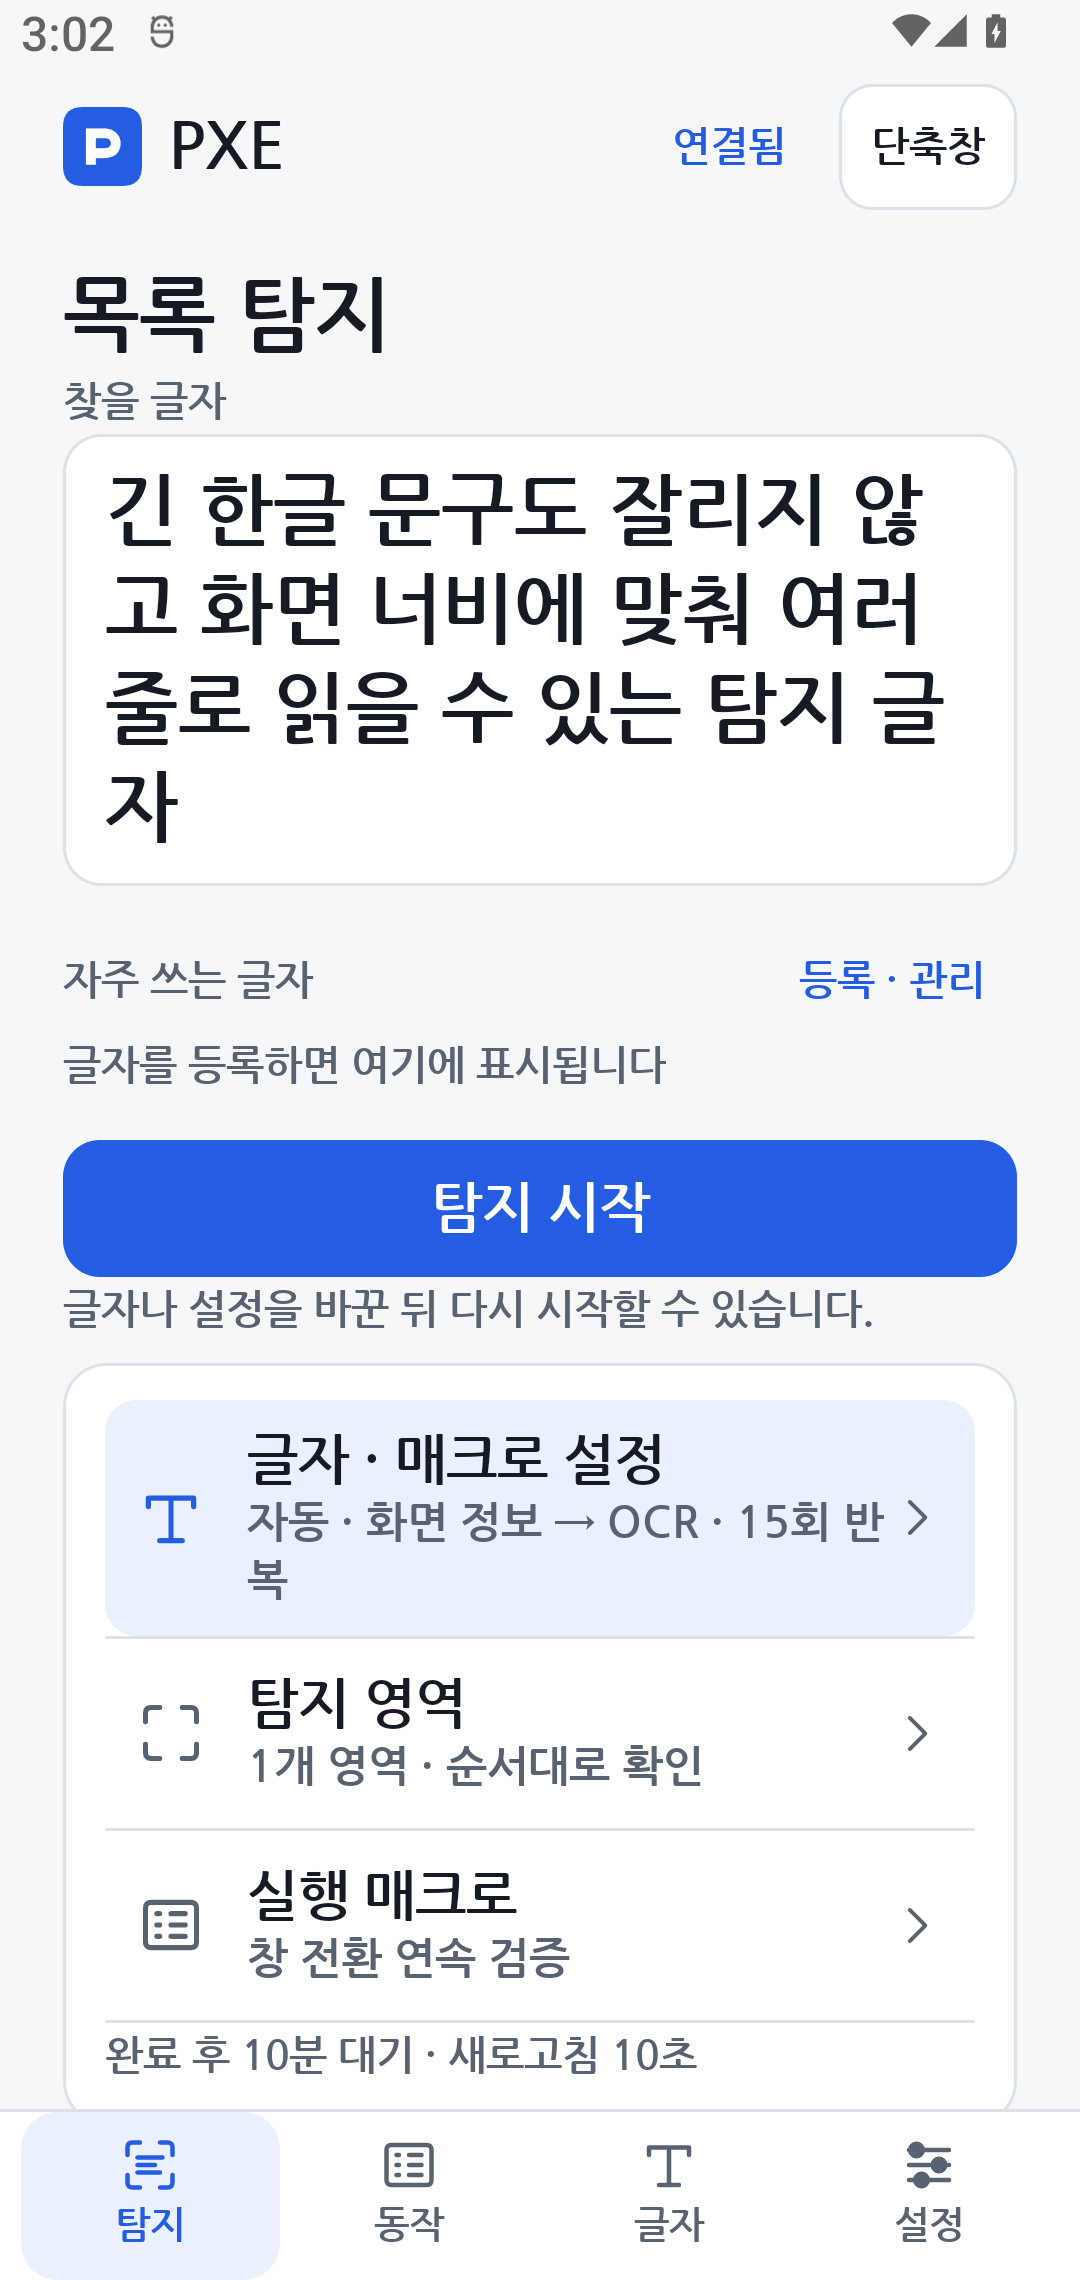 3:02
P PXE 연결됨 단축창
목록 탐지
찾을 글자
긴 한글 문구도 잘리지 않
고 화면 너비에 맞춰 여러
줄로 읽을 수 있는 탐지 글
자
자주 쓰는 글자 등록 · 관리
글자를 등록하면 여기에 표시됩니다
탐지 시작
글자나 설정을 바꾼 뒤 다시 시작할 수 있습니다.
글자 · 매크로 설정
자동 · 화면 정보 → OCR · 15회 반
복
탐지 영역
1개 영역 · 순서대로 확인
실행 매크로
창 전환 연속 검증
완료 후 10분 대기 · 새로고침 10초
탐지 동작 글자 설정